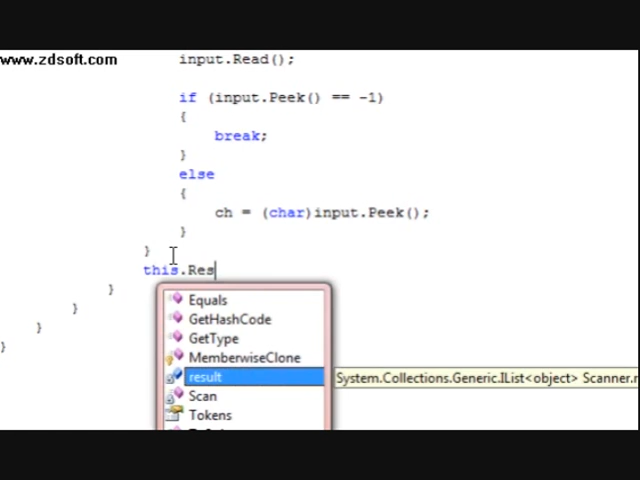 www.zdsoft.com
input.Read();
if (input.Peek() == -1)
{
break;
}
else
{
ch = (char)input.Peek();
}
}
this.Res
}
}
}
}
Equals
GetHashCode
GetType
MemberwiseClone
result
System.Collections.Generic.IList<object> Scanner.r
Scan
Tokens